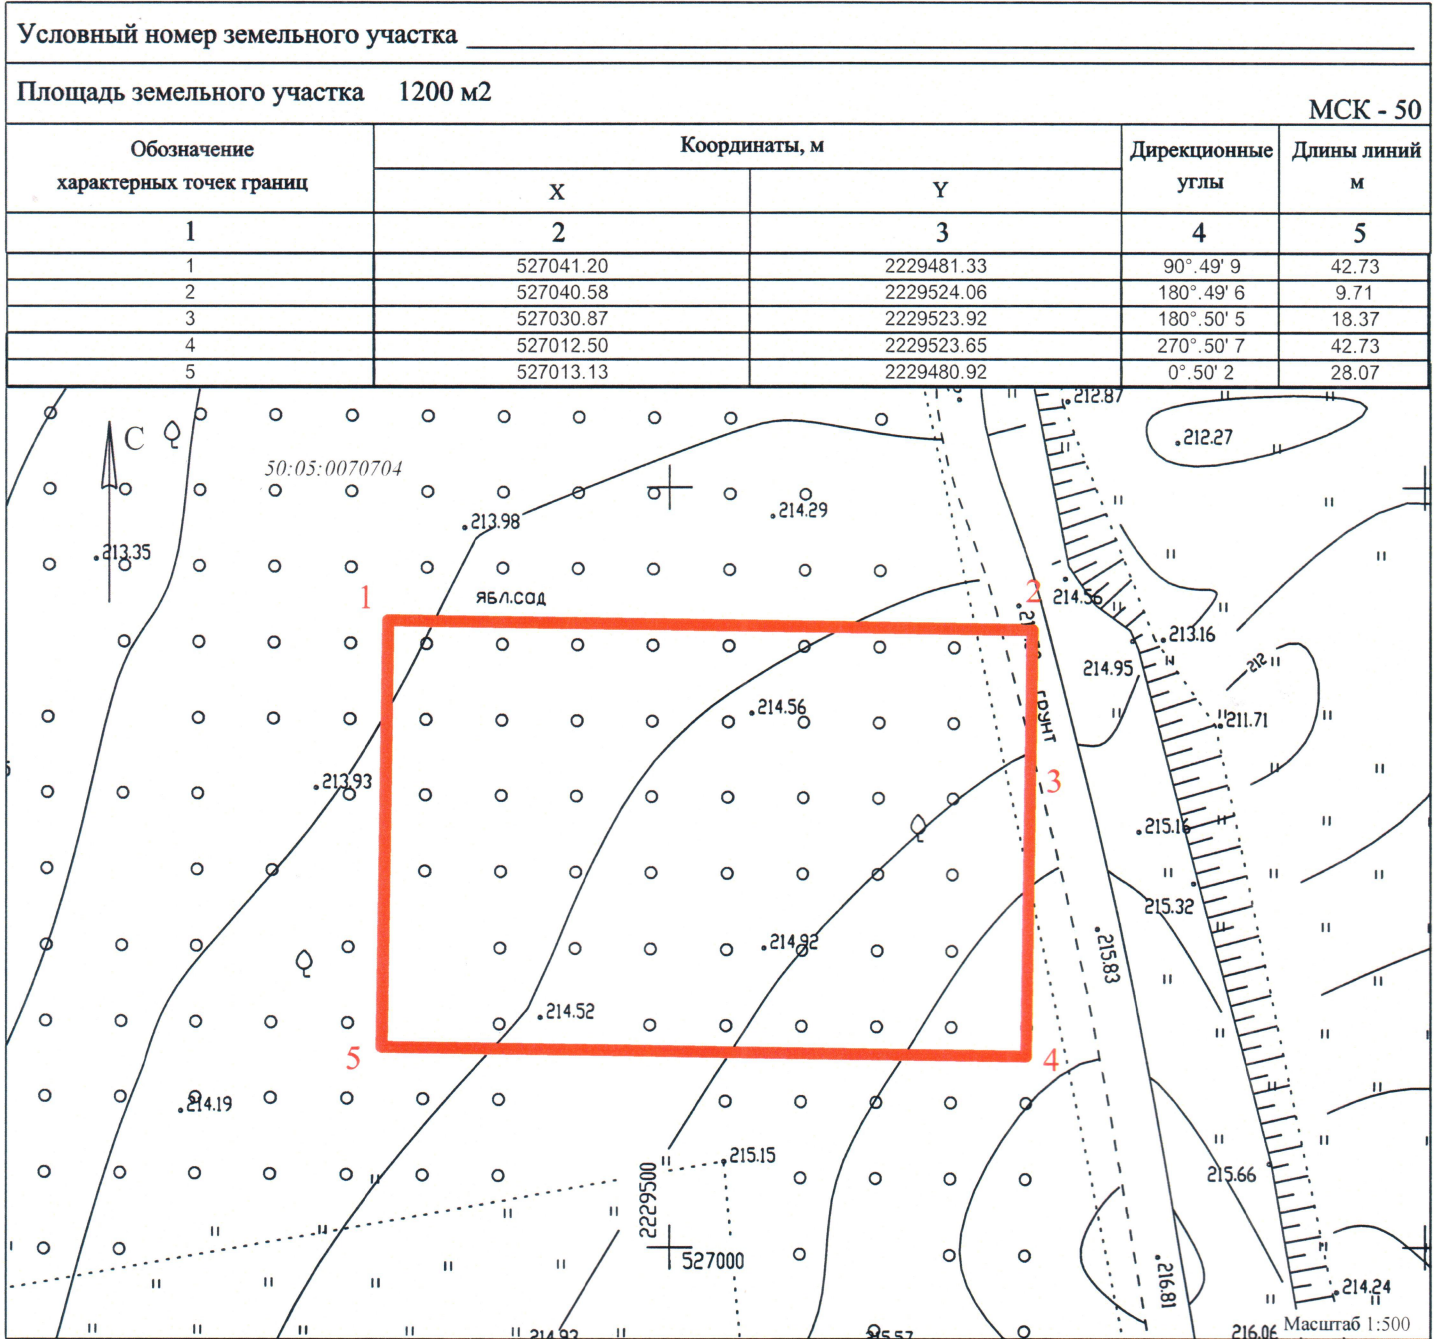 Условный номер земельного участка
Площадь земельного участка 1200 м2
МСК - 50
Обозначение характерных точек границ
Координаты, м
Дирекционные углы
Длины линий м
X Y
1 2 3 4 5
1 527041.20 2229481.33 90°.49' 9 42.73
2 527040.58 2229524.06 180°.49' 6 9.71
3 527030.87 2229523.92 180°.50' 5 18.37
4 527012.50 2229523.65 270°.50' 7 42.73
5 527013.13 2229480.92 0°.50' 2 28.07
212.87
С
212.27
50:05:0070704
213.98
214.29
213.35
1
ЯБЛ.СОД
2
214.56
213.16
214.95
212
214.56
ГРУНТ
211.71
213.93
3
215.16
215.32
214.92
215.83
214.52
5
4
214.19
215.15
215.66
2229500
527000
216.81
214.24
214.93
215.57
216.06
Масштаб 1:500